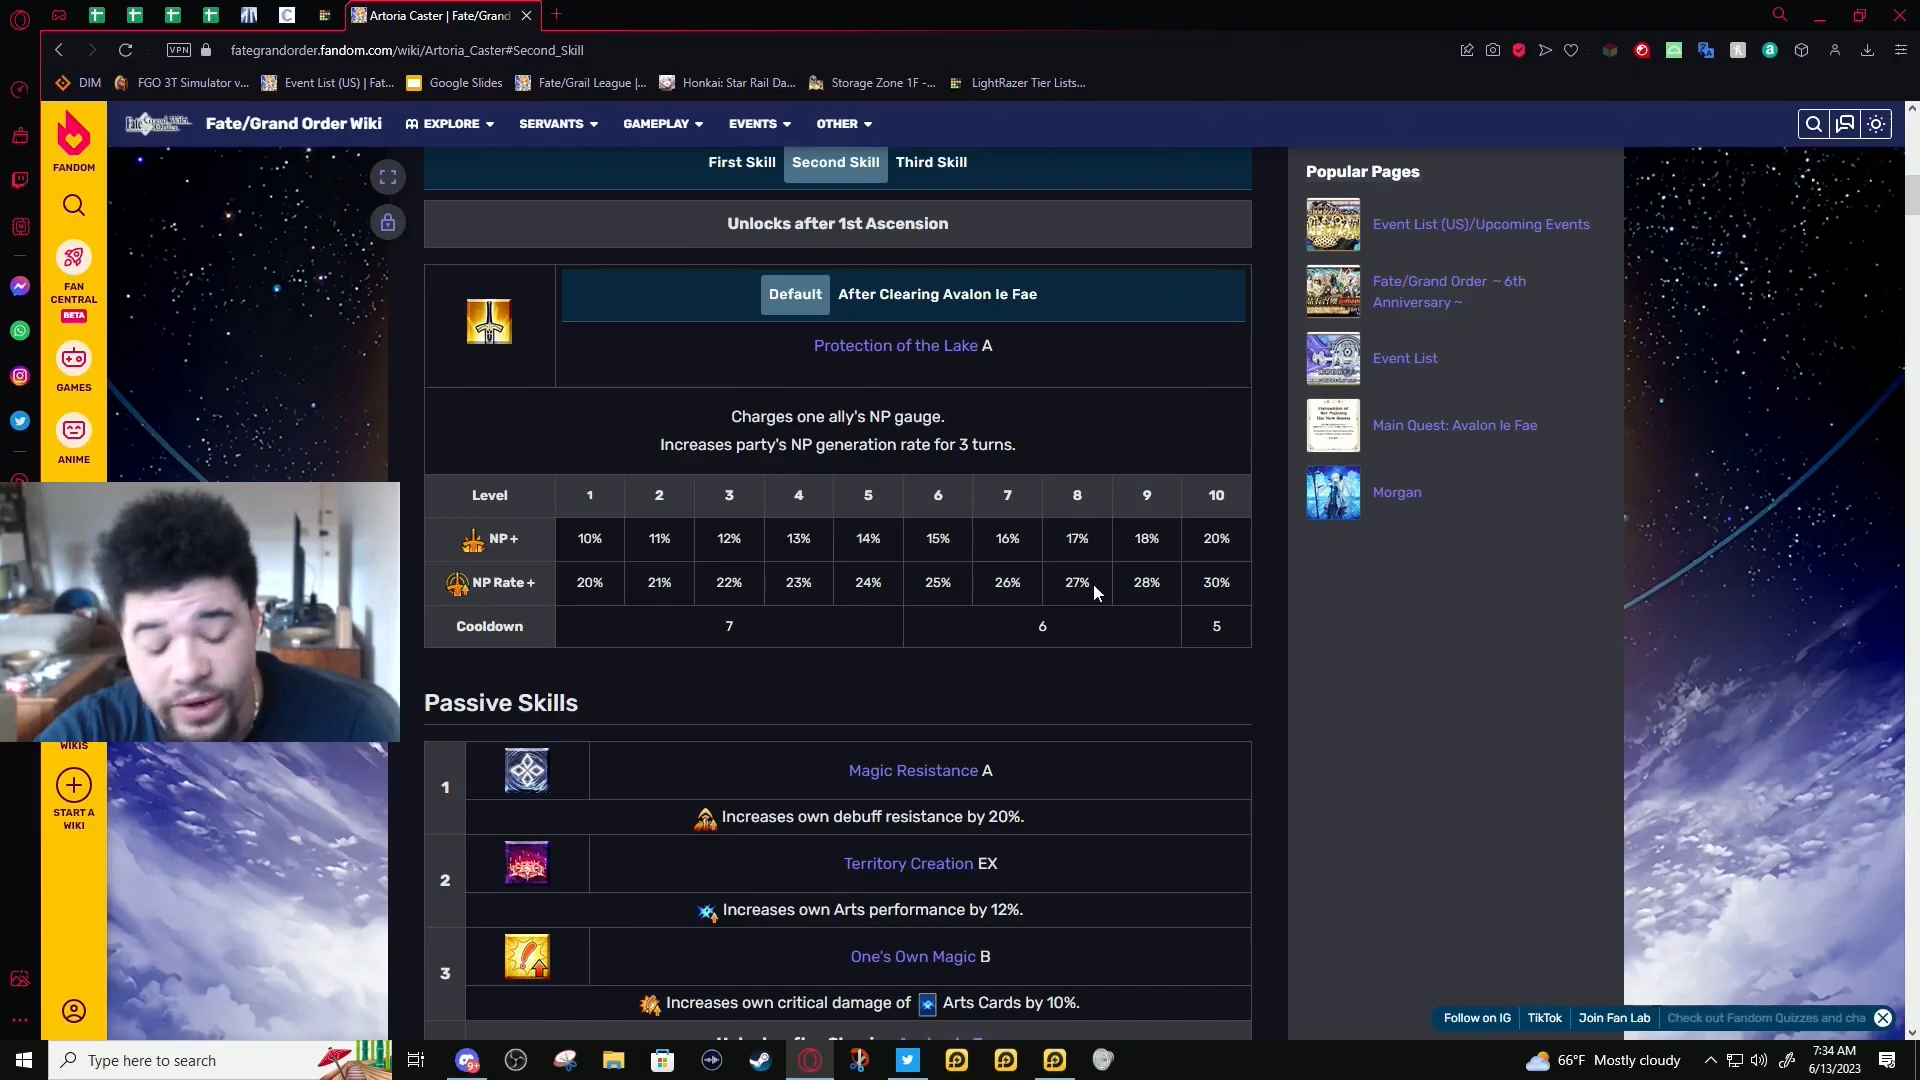 Artoria Caster | Fate/Grand
VPN
fategrandorder.fandom.com/wiki/Artoria_Caster#Second_Skill
DIM
FGO 3T Simulator v...
Event List (US) | Fat...
Google Slides
Fate/Grail League |...
Honkai: Star Rail Da...
Storage Zone 1F -...
LightRazer Tier Lists...
FANDOM
FAN CENTRAL
BETA
GAMES
ANIME
WIKIS
START A WIKI
Fate/Grand Order Wiki
EXPLORE
SERVANTS
GAMEPLAY
EVENTS
OTHER
First Skill Second Skill Third Skill
Unlocks after 1st Ascension
Default After Clearing Avalon le Fae
Protection of the Lake A
Charges one ally's NP gauge.
Increases party's NP generation rate for 3 turns.
Level 1 2 3 4 5 6 7 8 9 10
NP + 10% 11% 12% 13% 14% 15% 16% 17% 18% 20%
NP Rate + 20% 21% 22% 23% 24% 25% 26% 27% 28% 30%
Cooldown 7 6 5
Passive Skills
1 Magic Resistance A
Increases own debuff resistance by 20%.
2 Territory Creation EX
Increases own Arts performance by 12%.
3 One's Own Magic B
Increases own critical damage of Arts Cards by 10%.
Popular Pages
Event List (US)/Upcoming Events
Fate/Grand Order ～6th
Anniversary～
Event List
Main Quest: Avalon le Fae
Morgan
Follow on IG
TikTok
Join Fan Lab
Check out Fandom Quizzes and cha
Type here to search
66°F Mostly cloudy
7:34 AM
6/13/2023